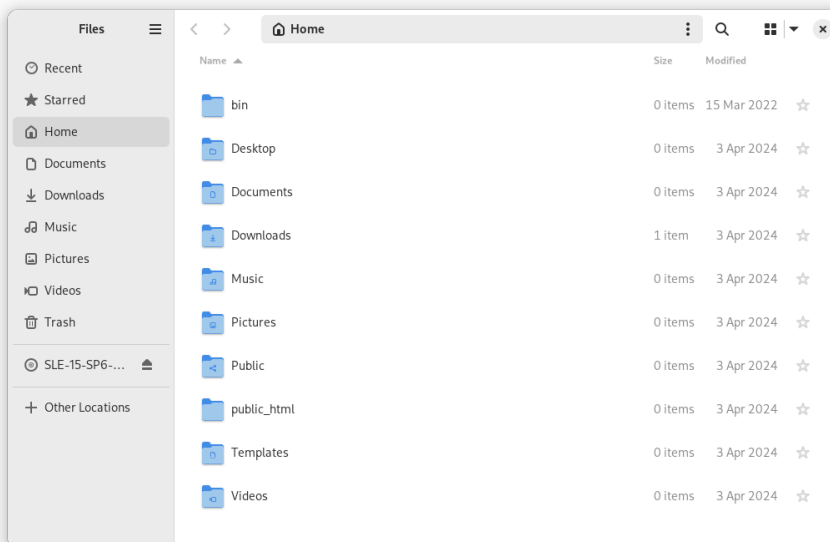 Files
Home
Name
Size
Modified
Recent
Starred
Home
Documents
Downloads
Music
Pictures
Videos
Trash
SLE-15-SP6-...
Other Locations
bin 0 items 15 Mar 2022
Desktop 0 items 3 Apr 2024
Documents 0 items 3 Apr 2024
Downloads 1 item 3 Apr 2024
Music 0 items 3 Apr 2024
Pictures 0 items 3 Apr 2024
Public 0 items 3 Apr 2024
public_html 0 items 3 Apr 2024
Templates 0 items 3 Apr 2024
Videos 0 items 3 Apr 2024